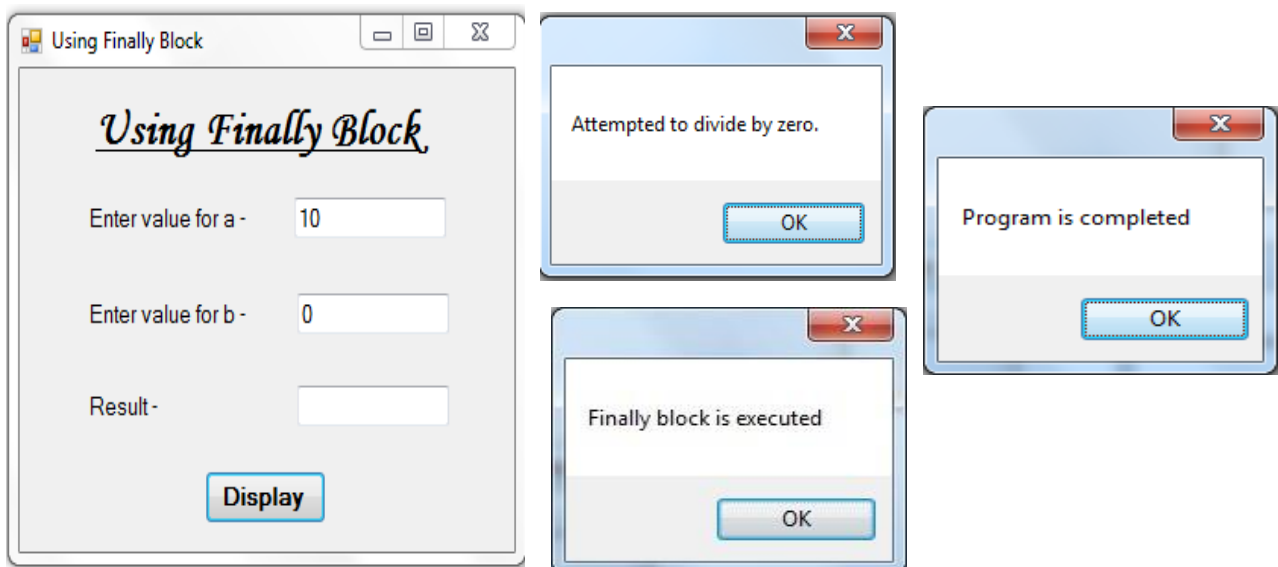 Using Finally Block
Using Finally Block
Enter value for a - 10
Enter value for b - 0
Result -
Display
Attempted to divide by zero.
OK
Finally block is executed
OK
Program is completed
OK